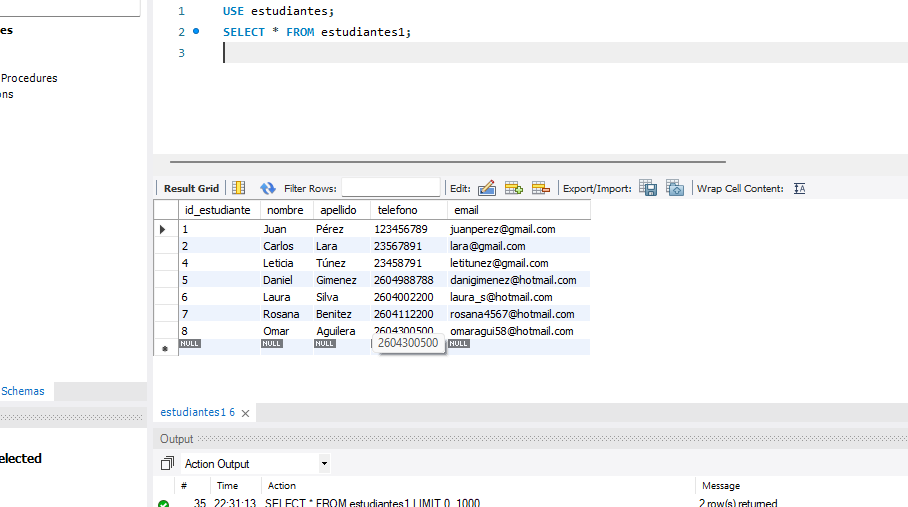 es
Procedures
ons
Schemas
elected
1 USE estudiantes;
2 SELECT * FROM estudiantes1;
3
Result Grid Filter Rows: Edit: Export/Import: Wrap Cell Content:
id_estudiante nombre apellido telefono email
1 Juan Pérez 123456789 juanperez@gmail.com
2 Carlos Lara 23567891 lara@gmail.com
4 Leticia Túnez 23458791 letitunez@gmail.com
5 Daniel Gimenez 2604988788 danigimenez@hotmail.com
6 Laura Silva 2604002200 laura_s@hotmail.com
7 Rosana Benitez 2604112200 rosana4567@hotmail.com
8 Omar Aguilera 2604300500 omaragui58@hotmail.com
NULL NULL NULL NULL
2604300500
estudiantes1 6
Output
Action Output
# Time Action Message
35 22:31:13 SELECT * FROM estudiantes1 LIMIT 0, 1000 2 row(s) returned